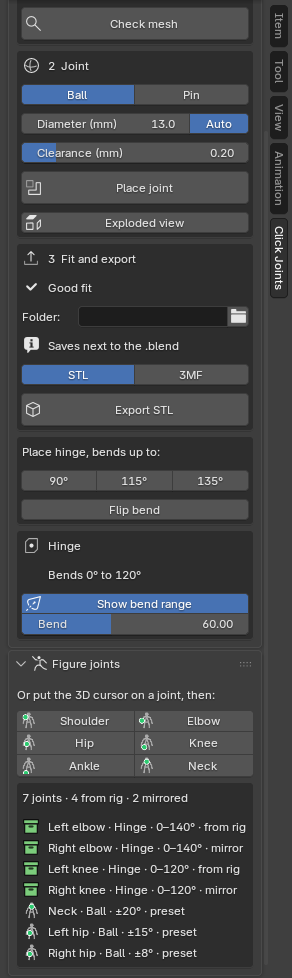 Check mesh
2 Joint
Ball Pin
Diameter (mm) 13.0 Auto
Clearance (mm) 0.20
Place joint
Exploded view
3 Fit and export
Good fit
Folder:
Saves next to the .blend
STL 3MF
Export STL
Place hinge, bends up to:
90° 115° 135°
Flip bend
Hinge
Bends 0° to 120°
Show bend range
Bend 60.00
Figure joints
Or put the 3D cursor on a joint, then:
Shoulder Elbow
Hip Knee
Ankle Neck
7 joints · 4 from rig · 2 mirrored
Left elbow · Hinge · 0–140° · from rig
Right elbow · Hinge · 0–140° · mirror
Left knee · Hinge · 0–120° · from rig
Right knee · Hinge · 0–120° · mirror
Neck · Ball · ±20° · preset
Left hip · Ball · ±15° · preset
Right hip · Ball · ±8° · preset
Item
Tool
View
Animation
Click Joints